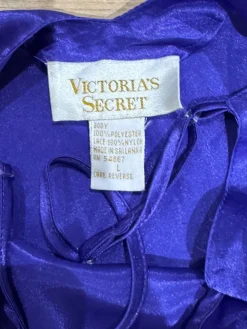 VICTORIA'S
SECRET
BODY
100% POLYESTER
LACE-100% NYLON
MADE IN SRI LANKA
RN 54867
L
CARE REVERSE